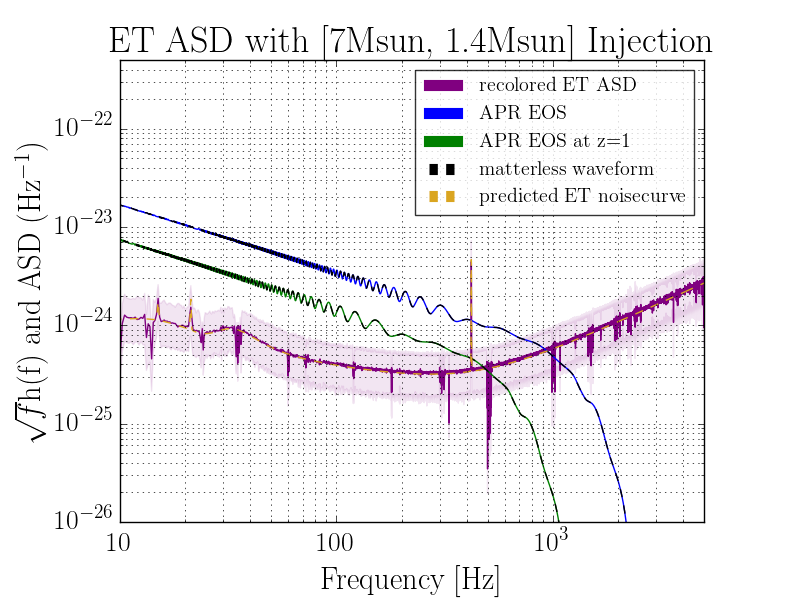 ET ASD with [7Msun, 1.4Msun] Injection
recolored ET ASD
APR EOS
APR EOS at z=1
matterless waveform
predicted ET noisecurve
10⁻²²
10⁻²³
10⁻²⁴
10⁻²⁵
10⁻²⁶
√f h(f) and ASD (Hz⁻¹)
10
100
10³
Frequency [Hz]